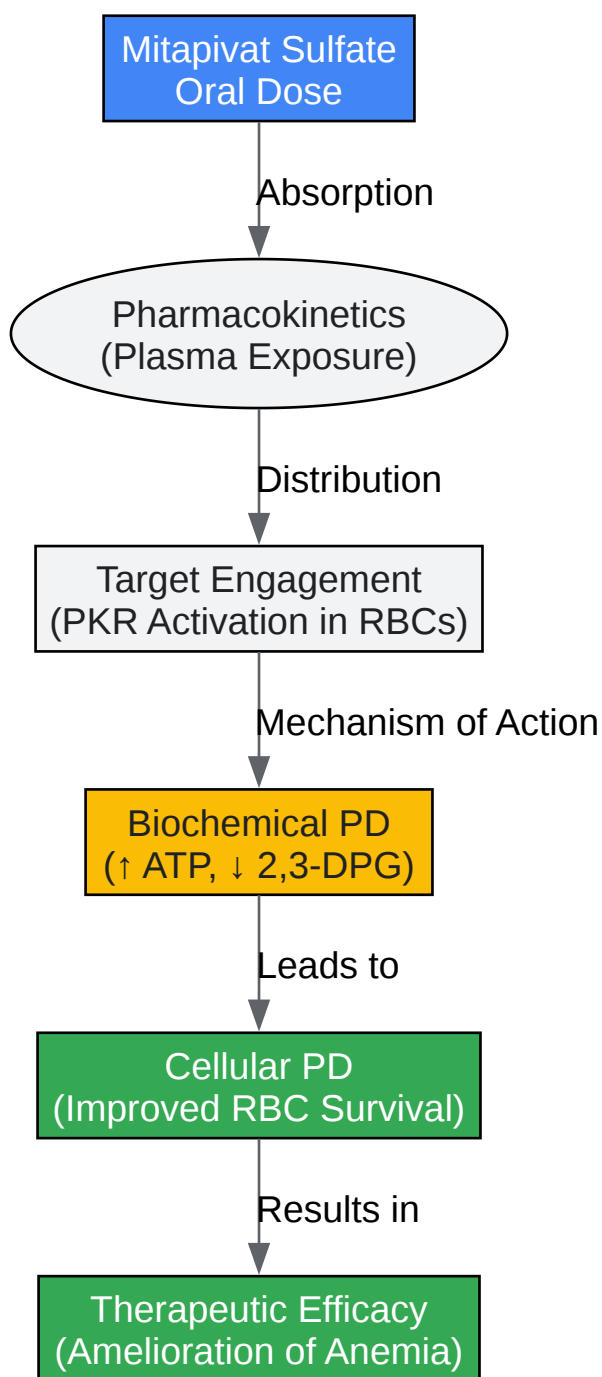 Mitapivat Sulfate
Oral Dose
Absorption
Pharmacokinetics
(Plasma Exposure)
Distribution
Target Engagement
(PKR Activation in RBCs)
Mechanism of Action
Biochemical PD
(↑ ATP, ↓ 2,3-DPG)
Leads to
Cellular PD
(Improved RBC Survival)
Results in
Therapeutic Efficacy
(Amelioration of Anemia)